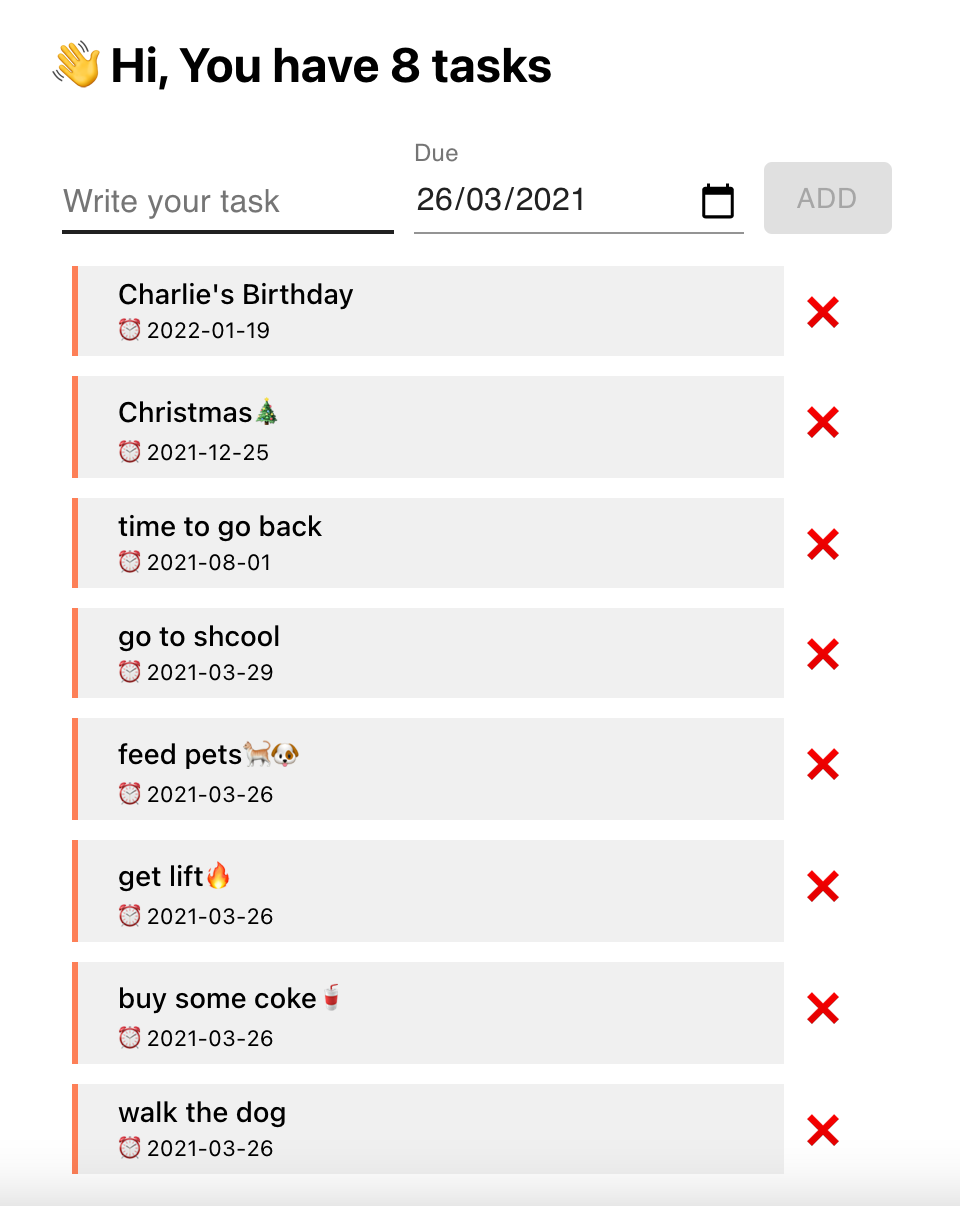 👋 Hi, You have 8 tasks
Due
Write your task
26/03/2021
ADD
Charlie's Birthday
⏰ 2022-01-19
Christmas🎄
⏰ 2021-12-25
time to go back
⏰ 2021-08-01
go to shcool
⏰ 2021-03-29
feed pets🐈🐶
⏰ 2021-03-26
get lift🔥
⏰ 2021-03-26
buy some coke🥤
⏰ 2021-03-26
walk the dog
⏰ 2021-03-26